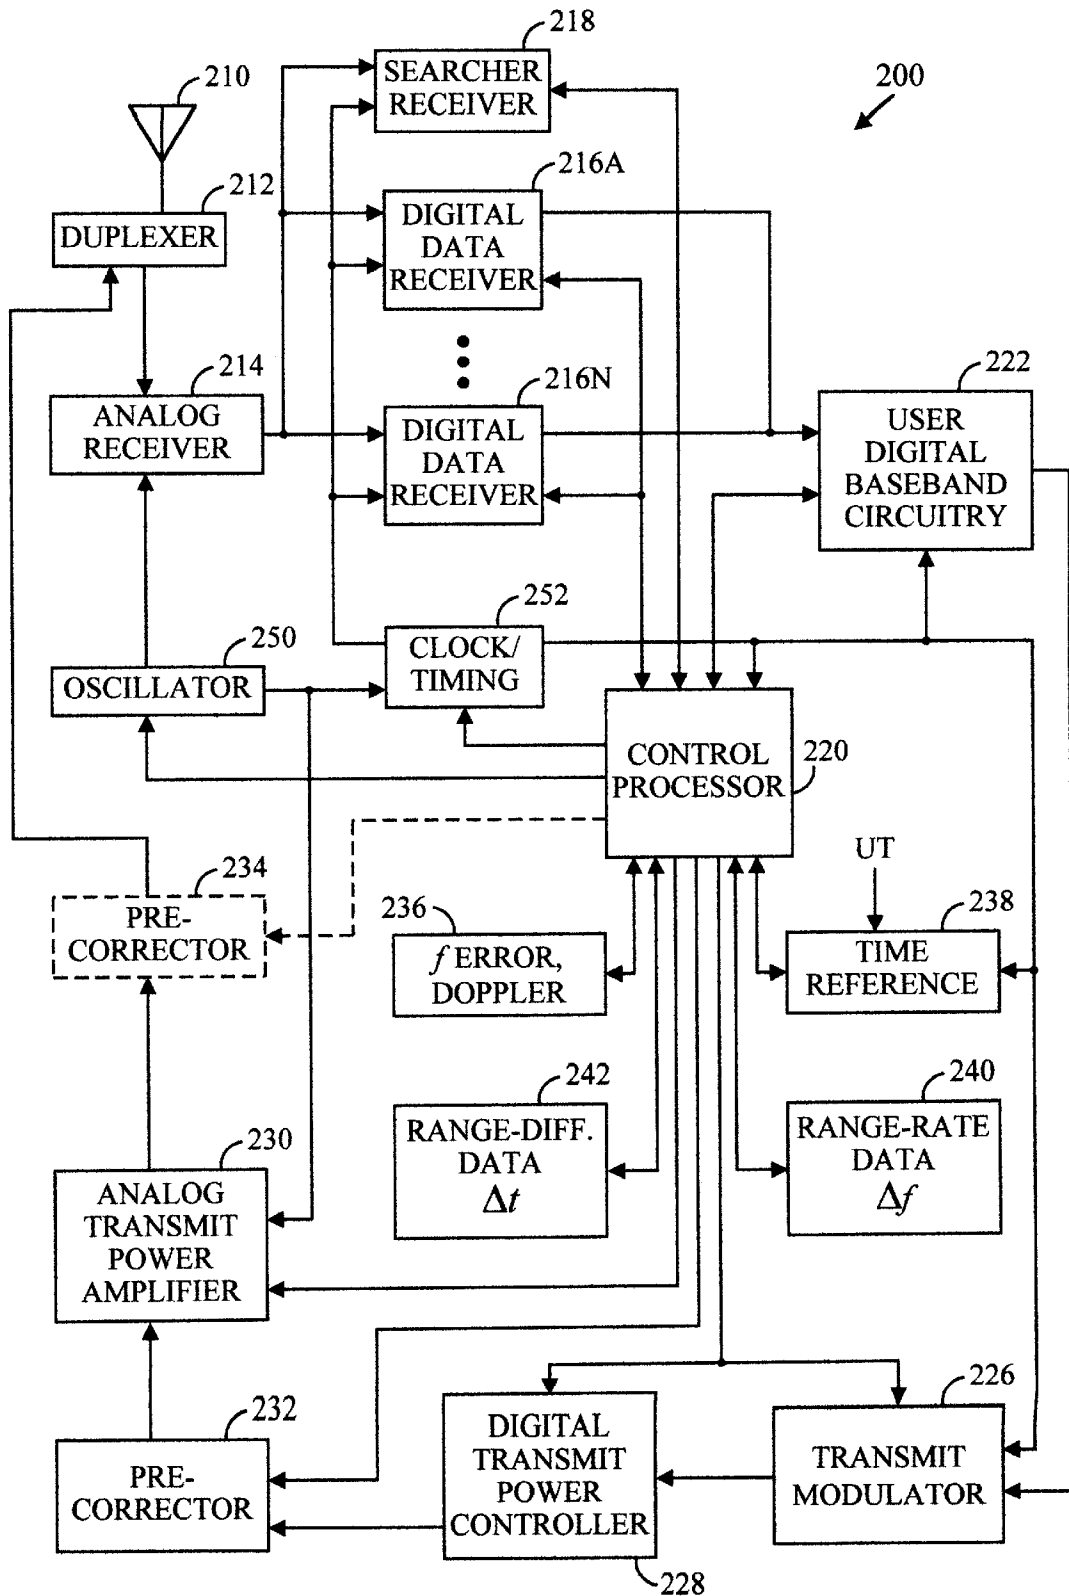 218
SEARCHER
RECEIVER
200
210
216A
212
DUPLEXER
DIGITAL
DATA
RECEIVER
214
ANALOG
RECEIVER
216N
DIGITAL
DATA
RECEIVER
222
USER
DIGITAL
BASEBAND
CIRCUITRY
252
CLOCK/
TIMING
250
OSCILLATOR
CONTROL
PROCESSOR
220
234
PRE-
CORRECTOR
236
f ERROR,
DOPPLER
UT
238
TIME
REFERENCE
242
RANGE-DIFF.
DATA
Δt
240
RANGE-RATE
DATA
Δf
230
ANALOG
TRANSMIT
POWER
AMPLIFIER
232
PRE-
CORRECTOR
DIGITAL
TRANSMIT
POWER
CONTROLLER
228
226
TRANSMIT
MODULATOR